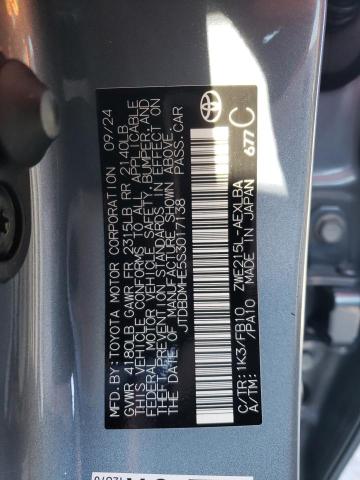 MFD. BY: TOYOTA MOTOR CORPORATION 09/24
GVWR 4180LB GAWR FR 2315LB RR 2140LB
THIS VEHICLE CONFORMS TO ALL APPLICABLE
FEDERAL MOTOR VEHICLE SAFETY, BUMPER, AND
THEFT PREVENTION STANDARDS IN EFFECT ON
THE DATE OF MANUFACTURE SHOWN ABOVE.
JTDBDMHE5S3017138 PASS.CAR
C/TR: 1K3/FB10 ZWE215L-AEXLBA
A/TM: /PA10 MADE IN JAPAN
677 C
TOYOTA